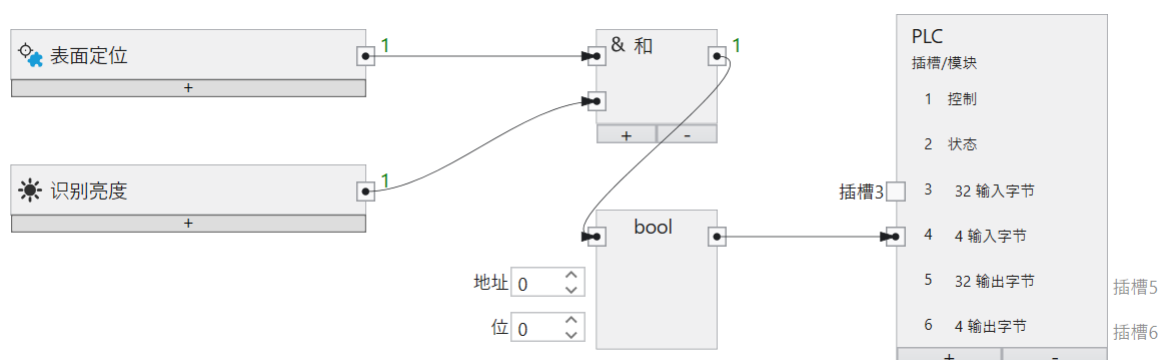 表面定位
1
+
识别亮度
1
+
& 和
1
+ -
bool
地址 0
位 0
PLC
插槽/模块
1 控制
2 状态
插槽3 3 32 输入字节
4 4 输入字节
5 32 输出字节 插槽5
6 4 输出字节 插槽6
+ -